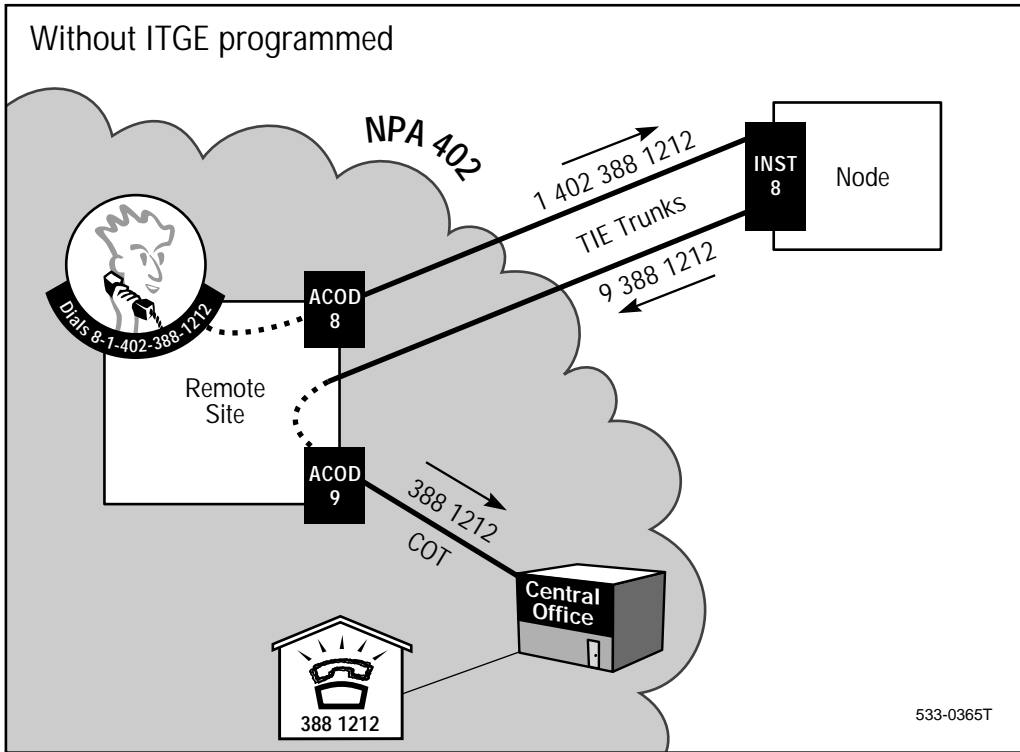 Without ITGE programmed
NPA 402
1 402 388 1212
TIE Trunks
9 388 1212
INST
8
Node
Dials 8-1-402-388-1212
ACOD
8
Remote
Site
ACOD
9
388 1212
COT
Central
Office
388 1212
533-0365T